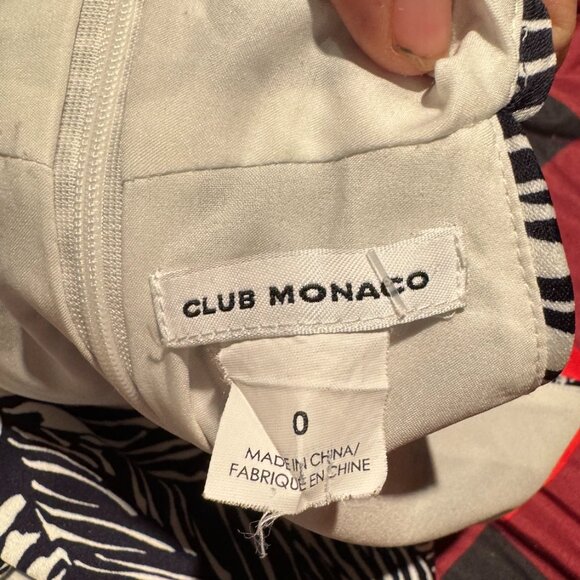 CLUB MONACO
0
MADE IN CHINA/
FABRIQUE EN CHINE